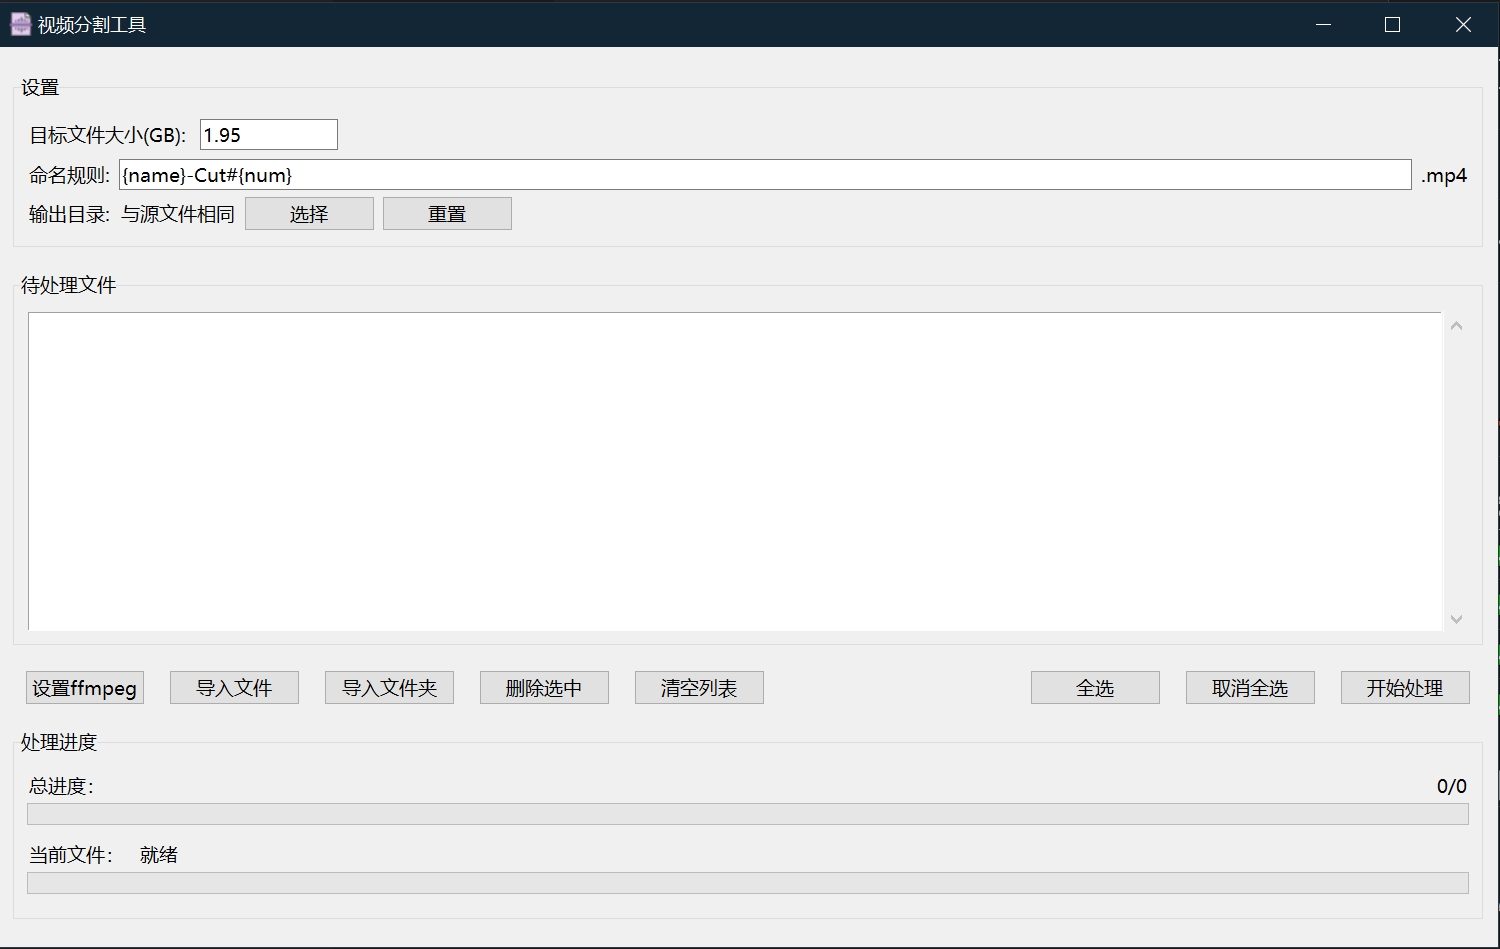 视频分割工具
设置
目标文件大小(GB): 1.95
命名规则: {name}-Cut#{num} .mp4
输出目录: 与源文件相同 选择 重置
待处理文件
设置ffmpeg 导入文件 导入文件夹 删除选中 清空列表 全选 取消全选 开始处理
处理进度
总进度: 0/0
当前文件: 就绪